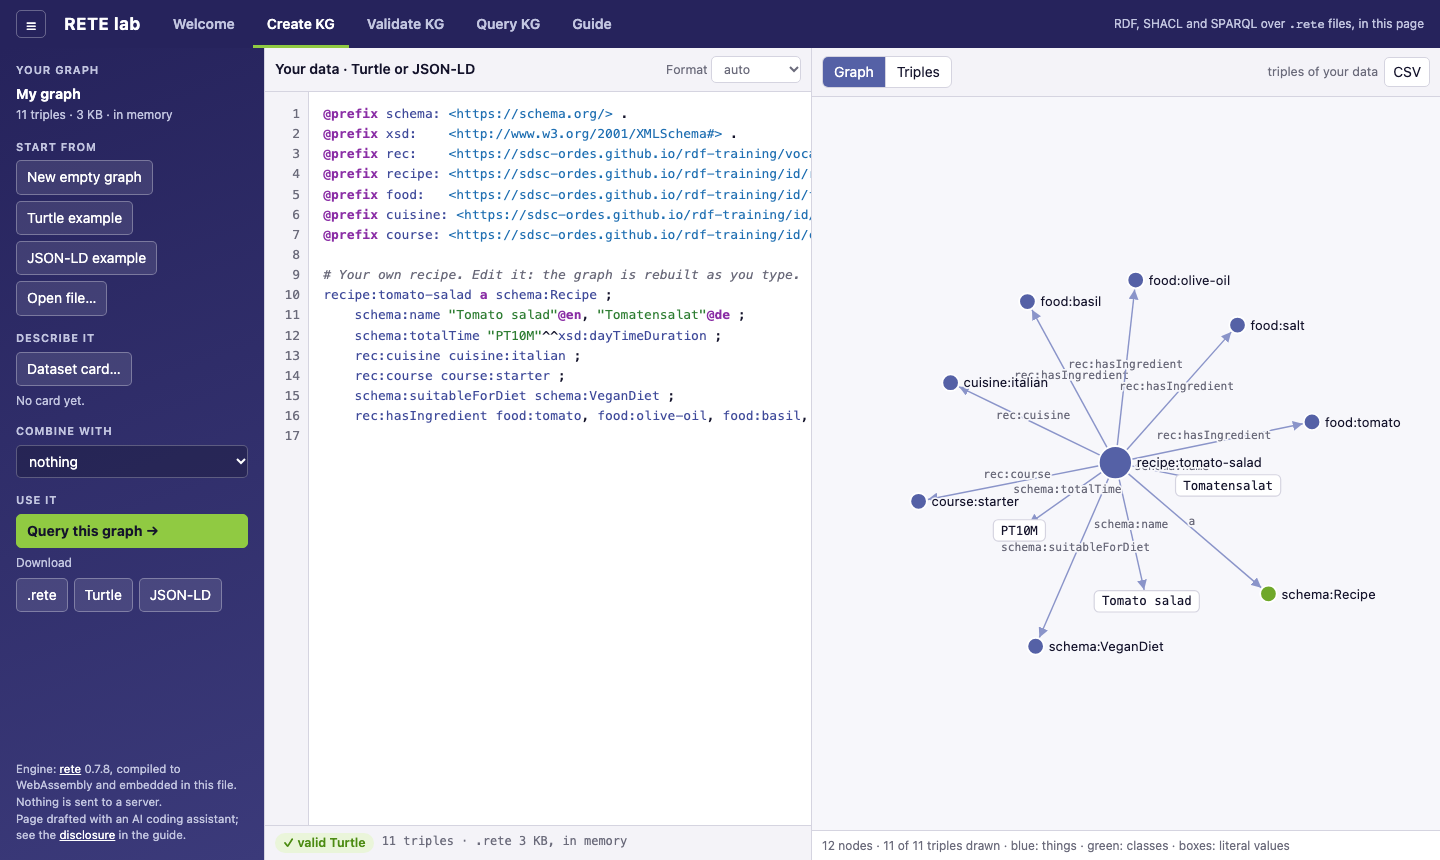 ≡
RETE lab
Welcome
Create KG
Validate KG
Query KG
Guide
RDF, SHACL and SPARQL over .rete files, in this page
YOUR GRAPH
My graph
11 triples · 3 KB · in memory
START FROM
New empty graph
Turtle example
JSON-LD example
Open file...
DESCRIBE IT
Dataset card...
No card yet.
COMBINE WITH
nothing
USE IT
Query this graph →
Download
.rete
Turtle
JSON-LD
Engine: rete 0.7.8, compiled to
WebAssembly and embedded in this file.
Nothing is sent to a server.
Page drafted with an AI coding assistant;
see the disclosure in the guide.
Your data · Turtle or JSON-LD
Format
auto
1 @prefix schema: <https://schema.org/> .
2 @prefix xsd: <http://www.w3.org/2001/XMLSchema#> .
3 @prefix rec: <https://sdsc-ordes.github.io/rdf-training/voca
4 @prefix recipe: <https://sdsc-ordes.github.io/rdf-training/id/
5 @prefix food: <https://sdsc-ordes.github.io/rdf-training/id/
6 @prefix cuisine: <https://sdsc-ordes.github.io/rdf-training/id/
7 @prefix course: <https://sdsc-ordes.github.io/rdf-training/id/
8
9 # Your own recipe. Edit it: the graph is rebuilt as you type.
10 recipe:tomato-salad a schema:Recipe ;
11 schema:name "Tomato salad"@en, "Tomatensalat"@de ;
12 schema:totalTime "PT10M"^^xsd:dayTimeDuration ;
13 rec:cuisine cuisine:italian ;
14 rec:course course:starter ;
15 schema:suitableForDiet schema:VeganDiet ;
16 rec:hasIngredient food:tomato, food:olive-oil, food:basil,
17
✓ valid Turtle
11 triples · .rete 3 KB, in memory
Graph
Triples
triples of your data
CSV
food:olive-oil
food:basil
food:salt
rec:hasIngredient
rec:hasIngredient
rec:hasIngredient
cuisine:italian
rec:cuisine
food:tomato
rec:hasIngredient
recipe:tomato-salad
schema:name
rec:course
Tomatensalat
schema:totalTime
course:starter
schema:name
a
PT10M
schema:suitableForDiet
schema:Recipe
Tomato salad
schema:VeganDiet
12 nodes · 11 of 11 triples drawn · blue: things · green: classes · boxes: literal values